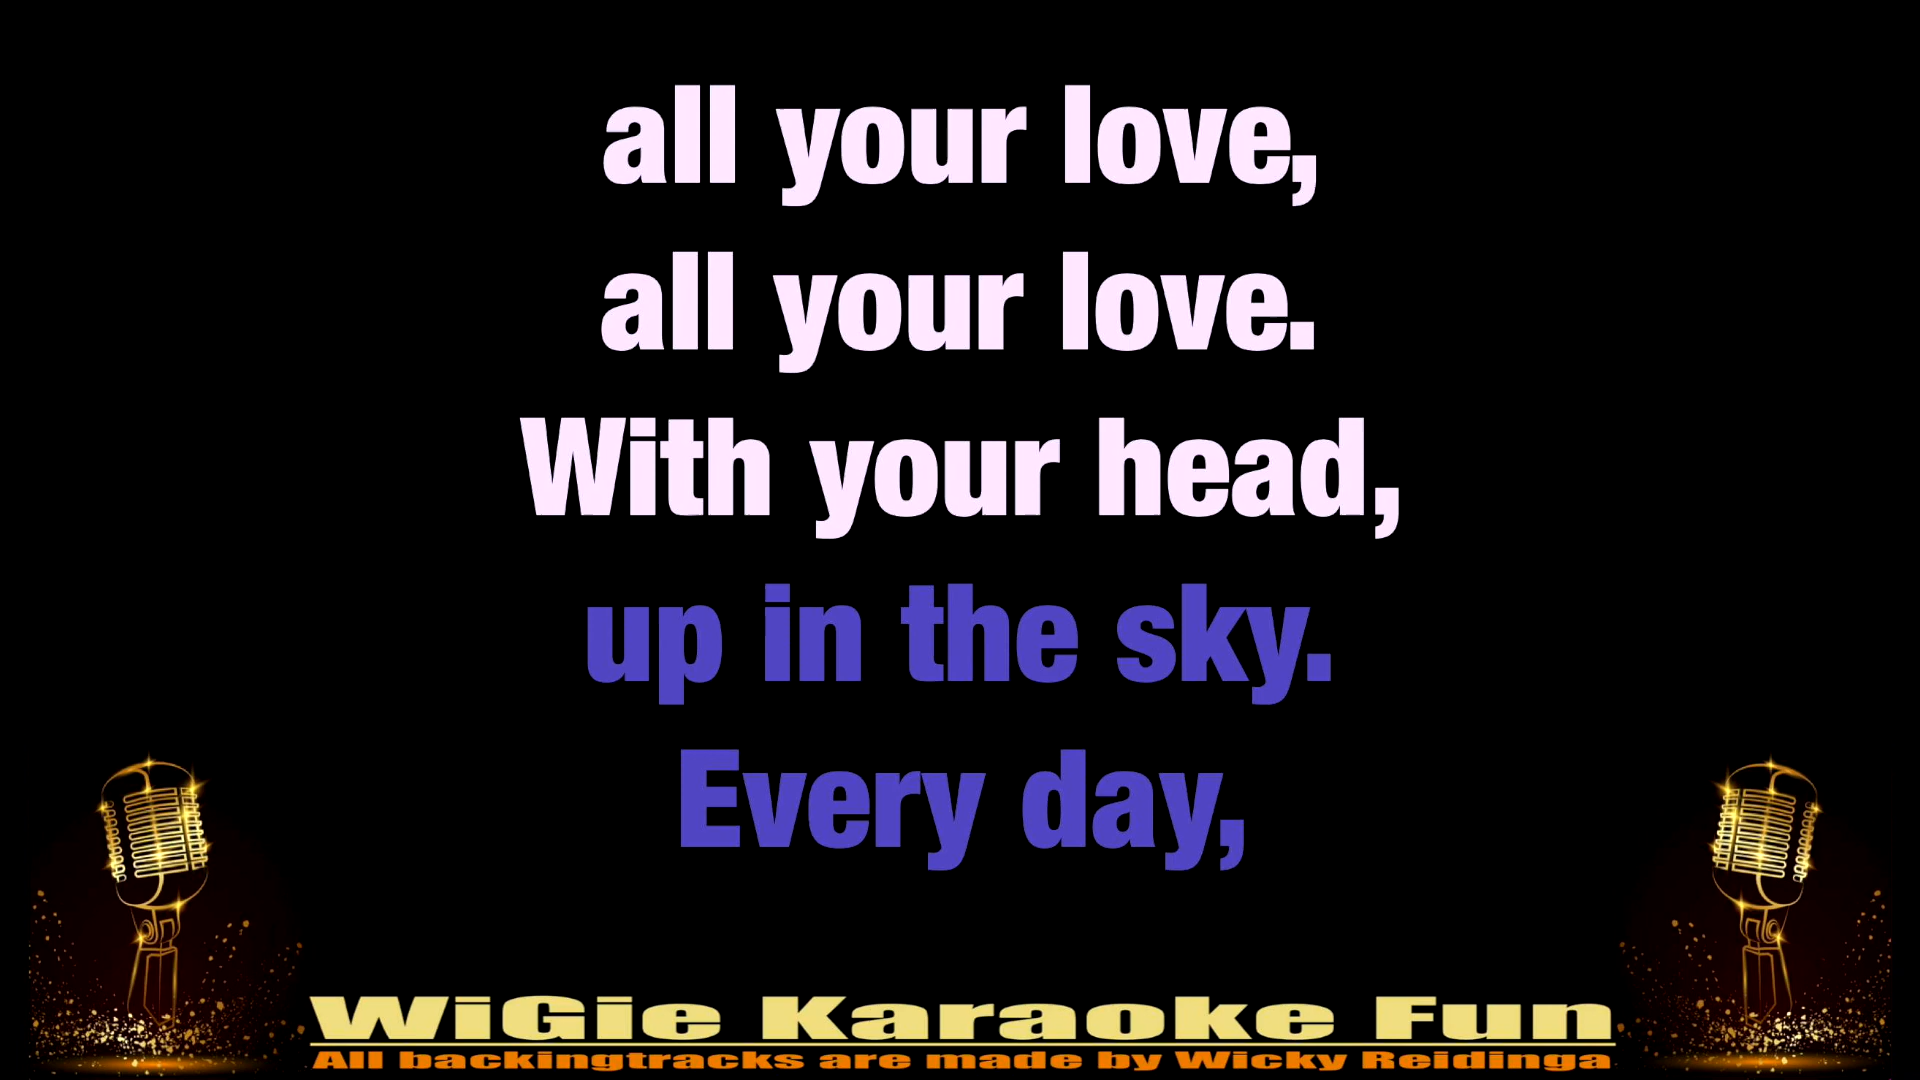 all your love,
all your love.
With your head,
up in the sky.
Every day,
WiGie Karaoke Fun
All backingtracks are made by Wicky Reidinga